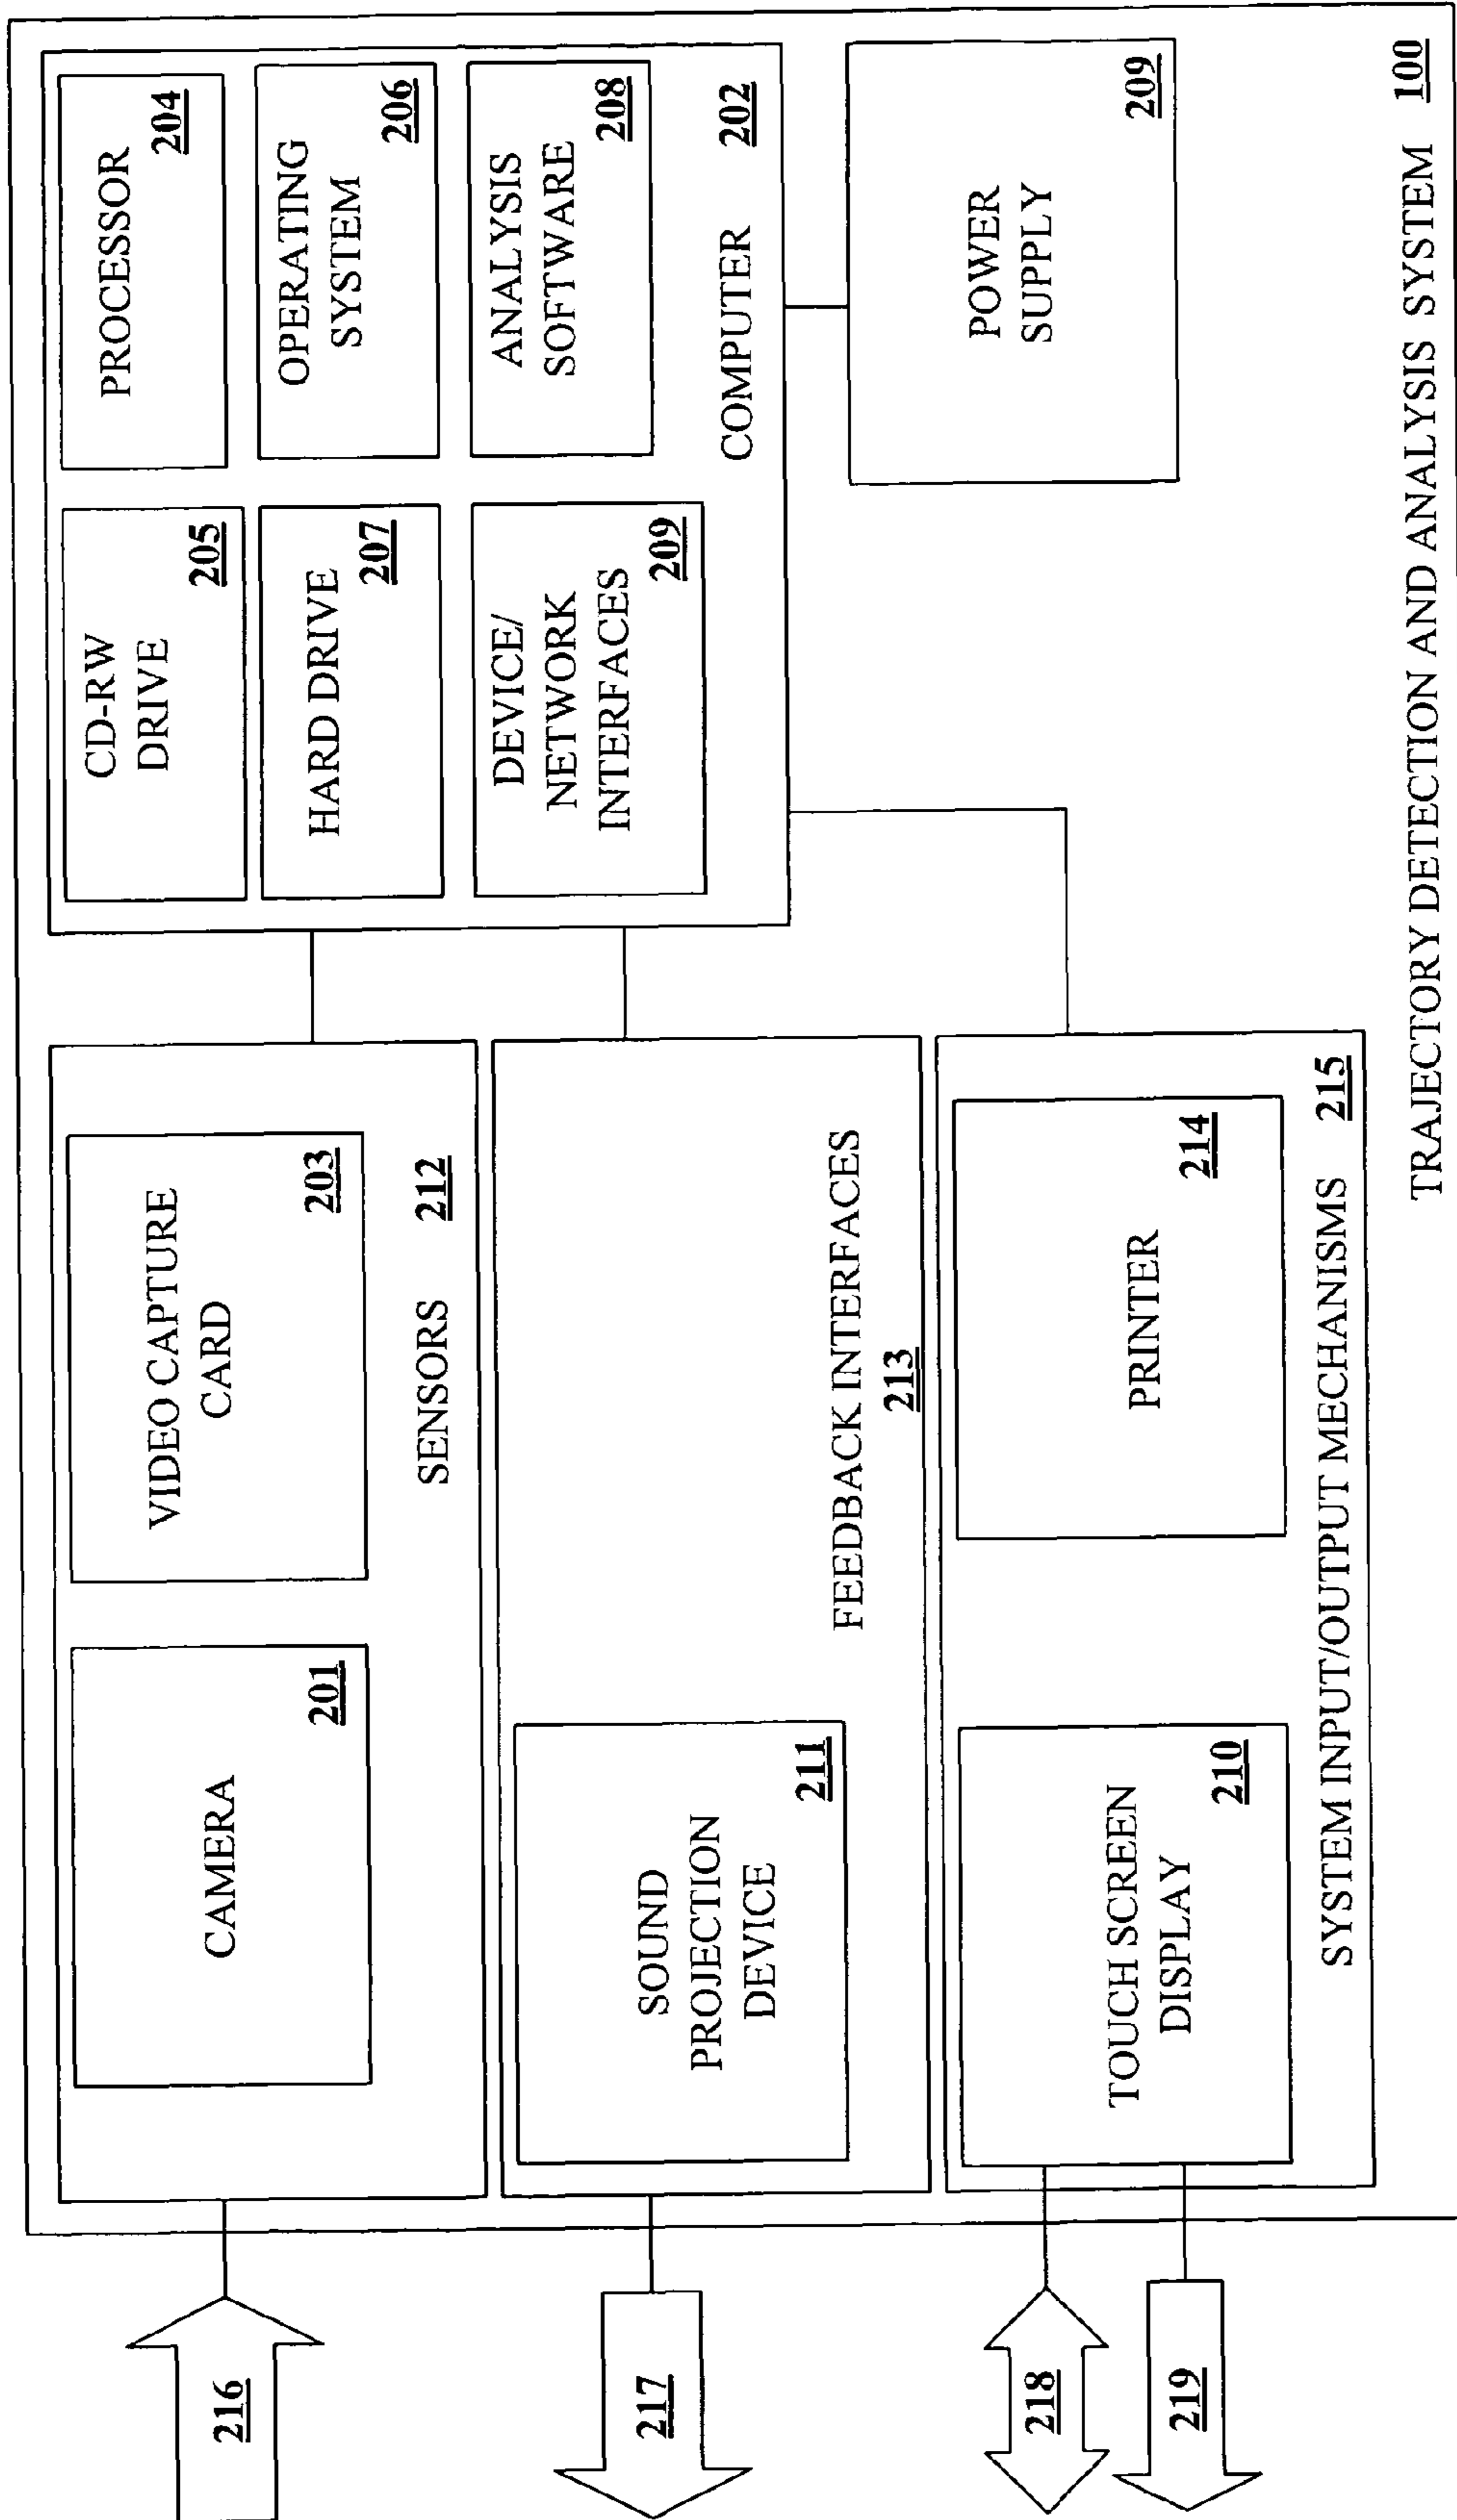 216
217
218
219
CAMERA
201
VIDEO CAPTURE
CARD
203
SENSORS 212
SOUND
PROJECTION
DEVICE
211
FEEDBACK INTERFACES
213
TOUCH SCREEN
DISPLAY
210
PRINTER
214
SYSTEM INPUT/OUTPUT MECHANISMS 215
CD-RW
DRIVE
205
PROCESSOR
204
HARD DRIVE
207
OPERATING
SYSTEM
206
DEVICE/
NETWORK
INTERFACES
209
ANALYSIS
SOFTWARE
208
COMPUTER 202
POWER
SUPPLY
209
TRAJECTORY DETECTION AND ANALYSIS SYSTEM 100